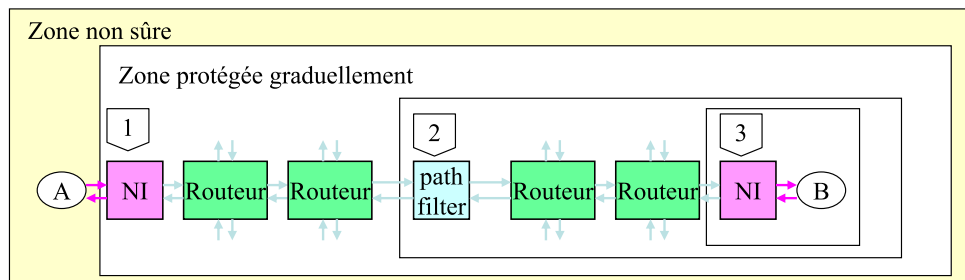 Zone non sûre
Zone protégée graduellement
1
2
3
A
NI
Routeur
Routeur
path
filter
Routeur
Routeur
NI
B